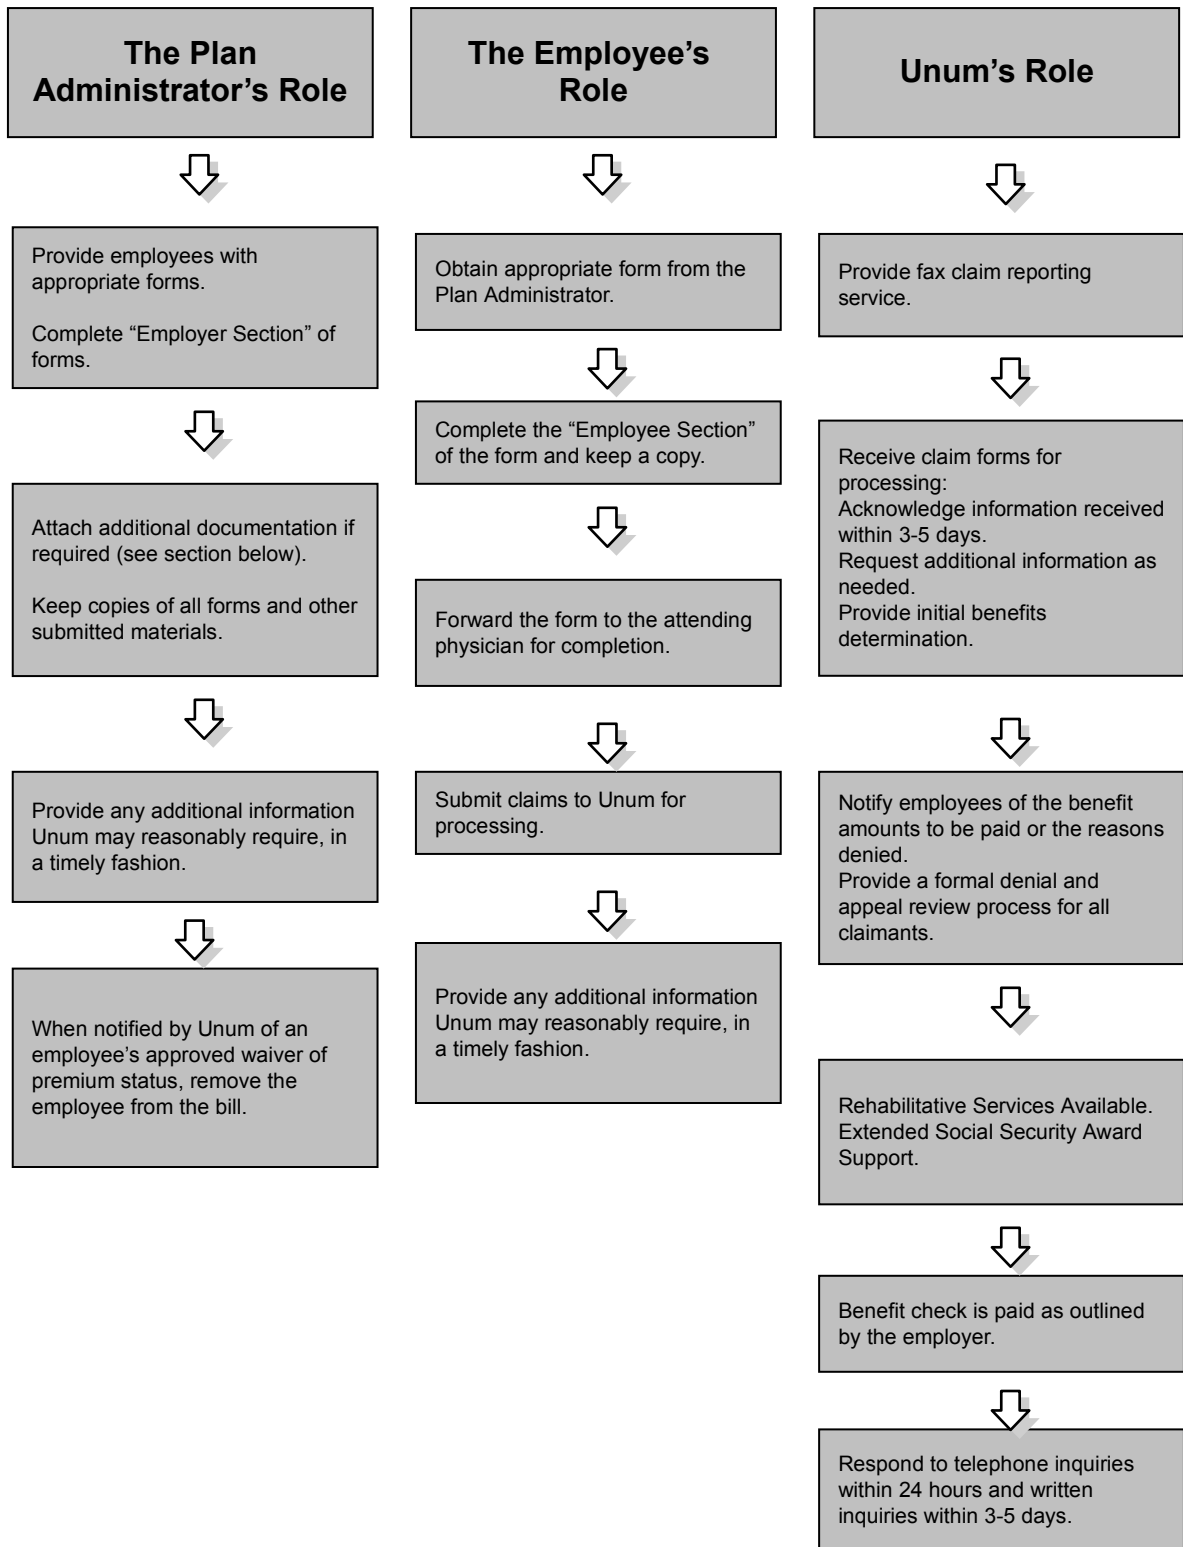 The Plan
Administrator’s Role
Provide employees with
appropriate forms.
Complete “Employer Section” of
forms.
Attach additional documentation if
required (see section below).
Keep copies of all forms and other
submitted materials.
Provide any additional information
Unum may reasonably require, in
a timely fashion.
When notified by Unum of an
employee’s approved waiver of
premium status, remove the
employee from the bill.
The Employee’s
Role
Obtain appropriate form from the
Plan Administrator.
Complete the “Employee Section”
of the form and keep a copy.
Forward the form to the attending
physician for completion.
Submit claims to Unum for
processing.
Provide any additional information
Unum may reasonably require, in
a timely fashion.
Unum’s Role
Provide fax claim reporting
service.
Receive claim forms for
processing:
Acknowledge information received
within 3-5 days.
Request additional information as
needed.
Provide initial benefits
determination.
Notify employees of the benefit
amounts to be paid or the reasons
denied.
Provide a formal denial and
appeal review process for all
claimants.
Rehabilitative Services Available.
Extended Social Security Award
Support.
Benefit check is paid as outlined
by the employer.
Respond to telephone inquiries
within 24 hours and written
inquiries within 3-5 days.